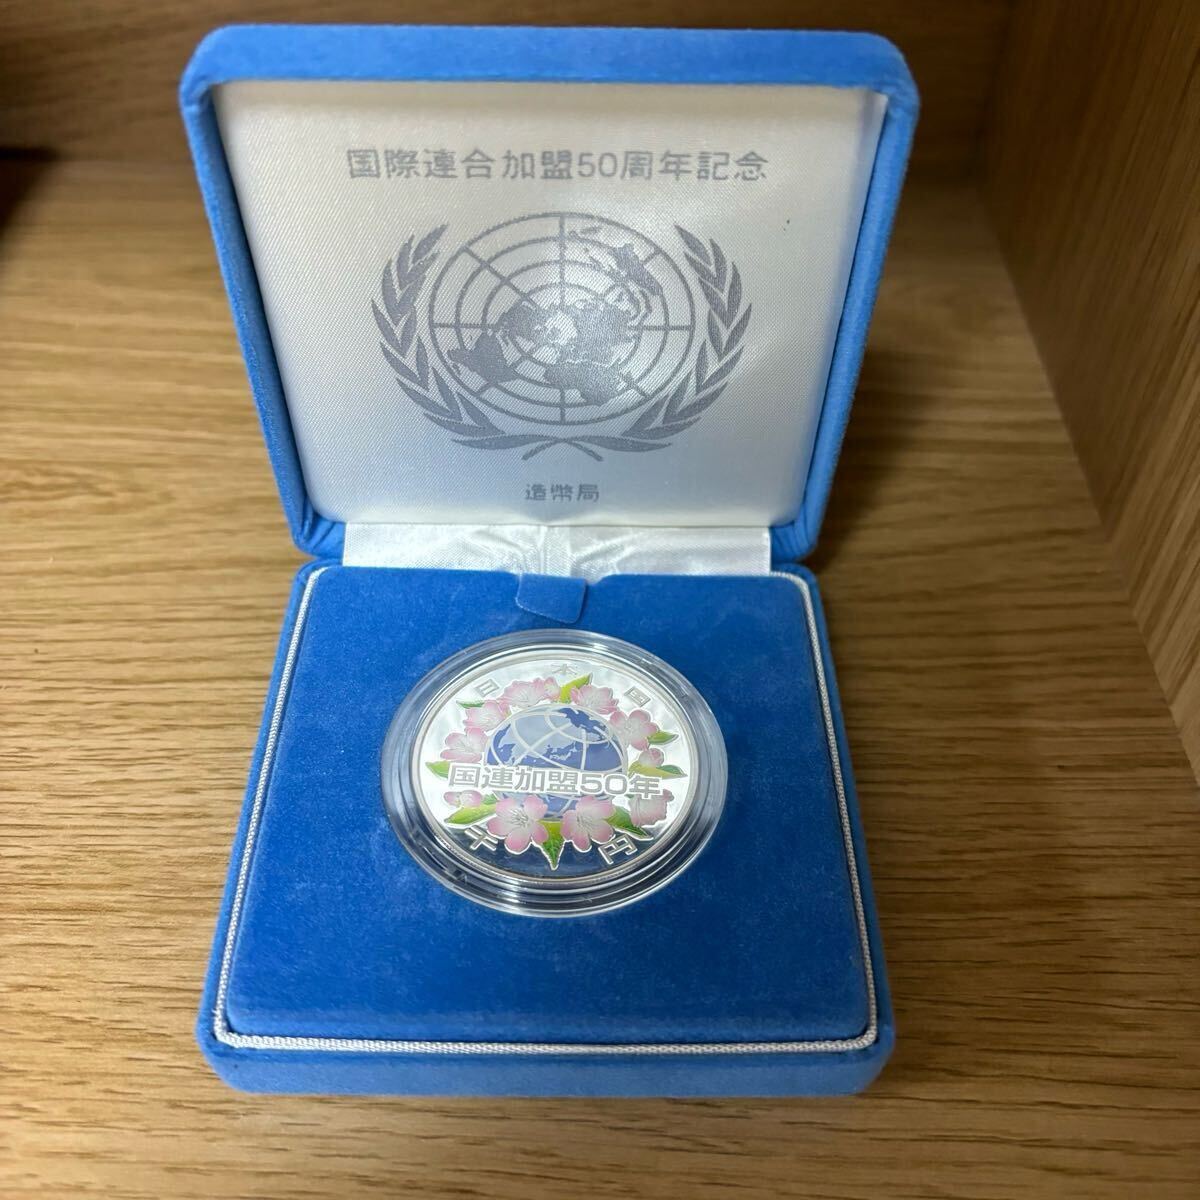 国際連合加盟50周年記念
造幣局
日本国
国連加盟50年
千円